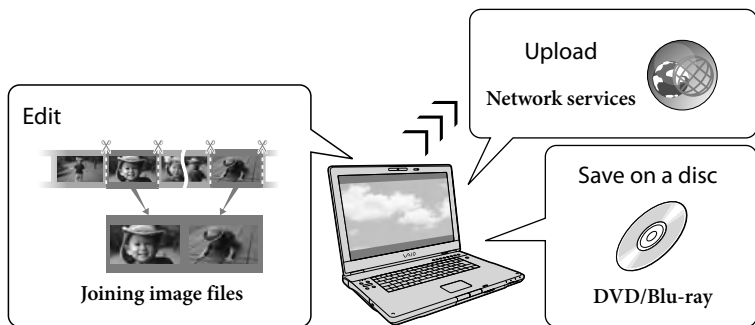 Edit
Joining image files
Upload
Network services
VAIO
Save on a disc
DVD/Blu-ray